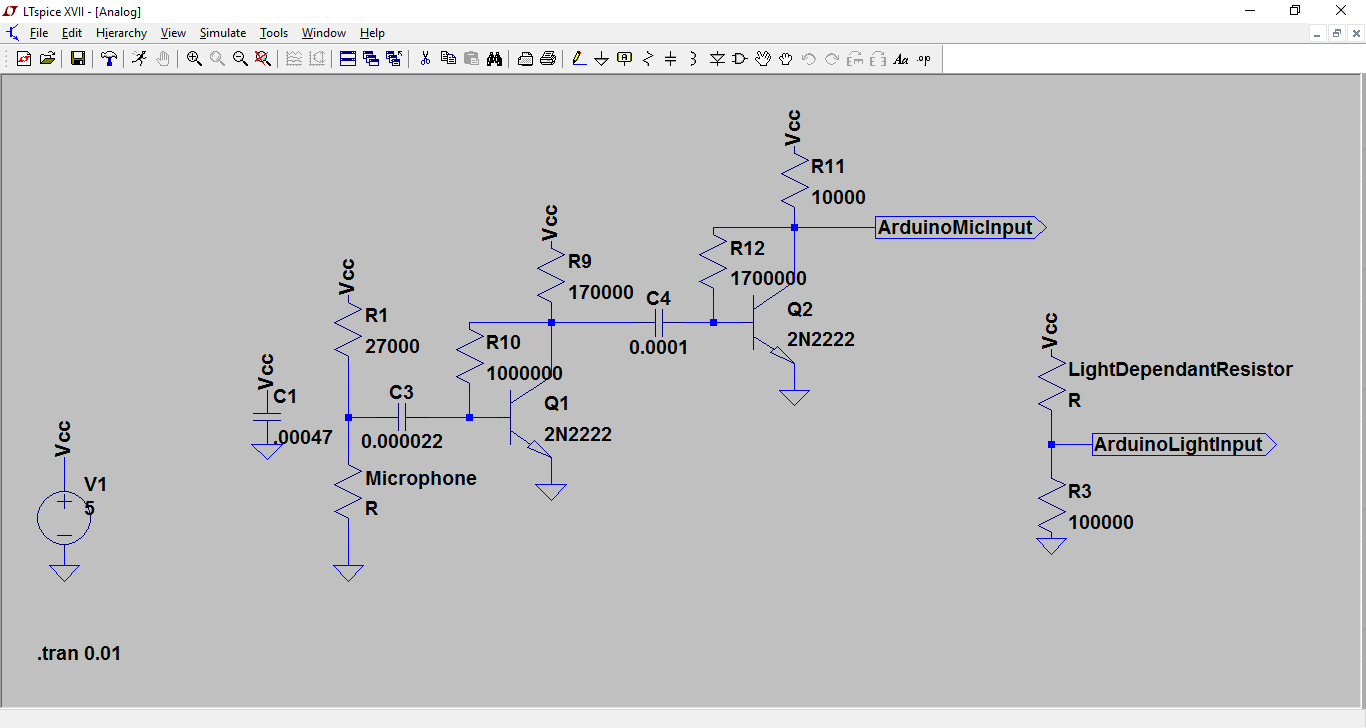 LTspice XVII - [Analog]
File Edit Hierarchy View Simulate Tools Window Help
Aa .op
Vcc
R11
10000
ArduinoMicInput
Vcc
R9
170000
R12
1700000
C4
0.0001
Q2
2N2222
Vcc
R1
27000
R10
1000000
Vcc
C1
.00047
C3
0.000022
Q1
2N2222
Vcc
LightDependantResistor
R
ArduinoLightInput
R3
100000
Vcc
V1
5
Microphone
R
.tran 0.01